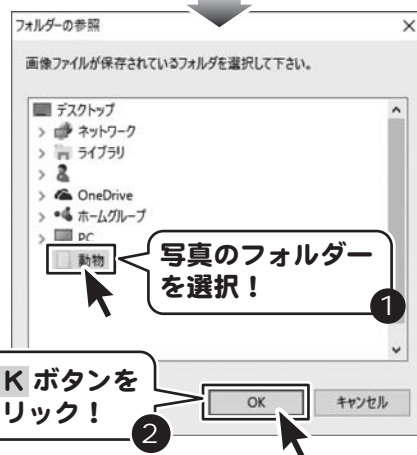 フォルダーの参照
画像ファイルが保存されているフォルダを選択して下さい。
デスクトップ
ネットワーク
ライブラリ
OneDrive
ホームグループ
PC
動物
写真のフォルダー
を選択！
1
K ボタンを
リック！
2
OK
キャンセル